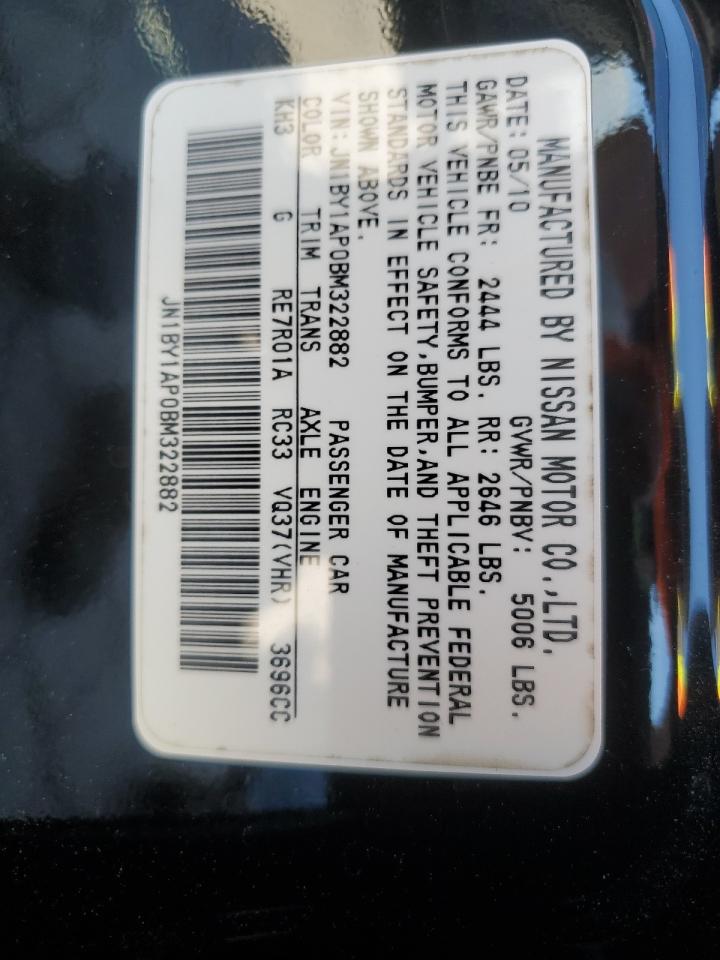 MANUFACTURED BY NISSAN MOTOR CO.,LTD.
DATE: 05/10 GVWR/PNBV: 5006 LBS.
GAWR/PNBE FR: 2444 LBS. RR: 2646 LBS.
THIS VEHICLE CONFORMS TO ALL APPLICABLE FEDERAL
MOTOR VEHICLE SAFETY,BUMPER,AND THEFT PREVENTION
STANDARDS IN EFFECT ON THE DATE OF MANUFACTURE
SHOWN ABOVE.
VIN:JN1BY1AP0BM322882 PASSENGER CAR
COLOR TRIM TRANS AXLE ENGINE
KH3 G RE7R01A RC33 VQ37(VHR) 3696CC
JN1BY1AP0BM322882